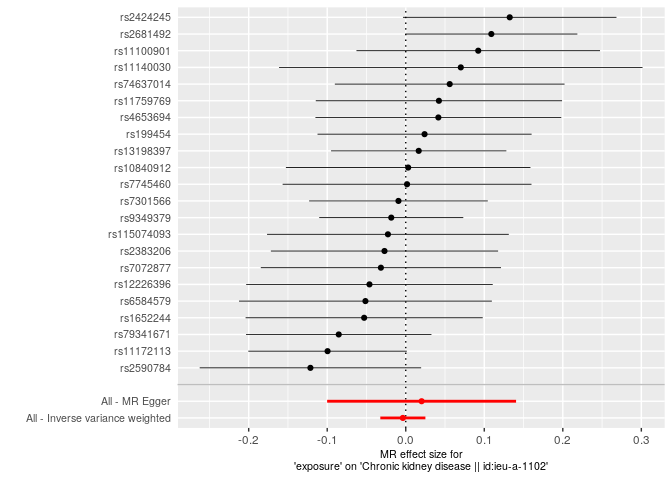 rs2424245
rs2681492
rs11100901
rs11140030
rs74637014
rs11759769
rs4653694
rs199454
rs13198397
rs10840912
rs7745460
rs7301566
rs9349379
rs115074093
rs2383206
rs7072877
rs12226396
rs6584579
rs1652244
rs79341671
rs11172113
rs2590784
All - MR Egger
All - Inverse variance weighted
-0.2 -0.1 0.0 0.1 0.2 0.3
MR effect size for
'exposure' on 'Chronic kidney disease || id:ieu-a-1102'